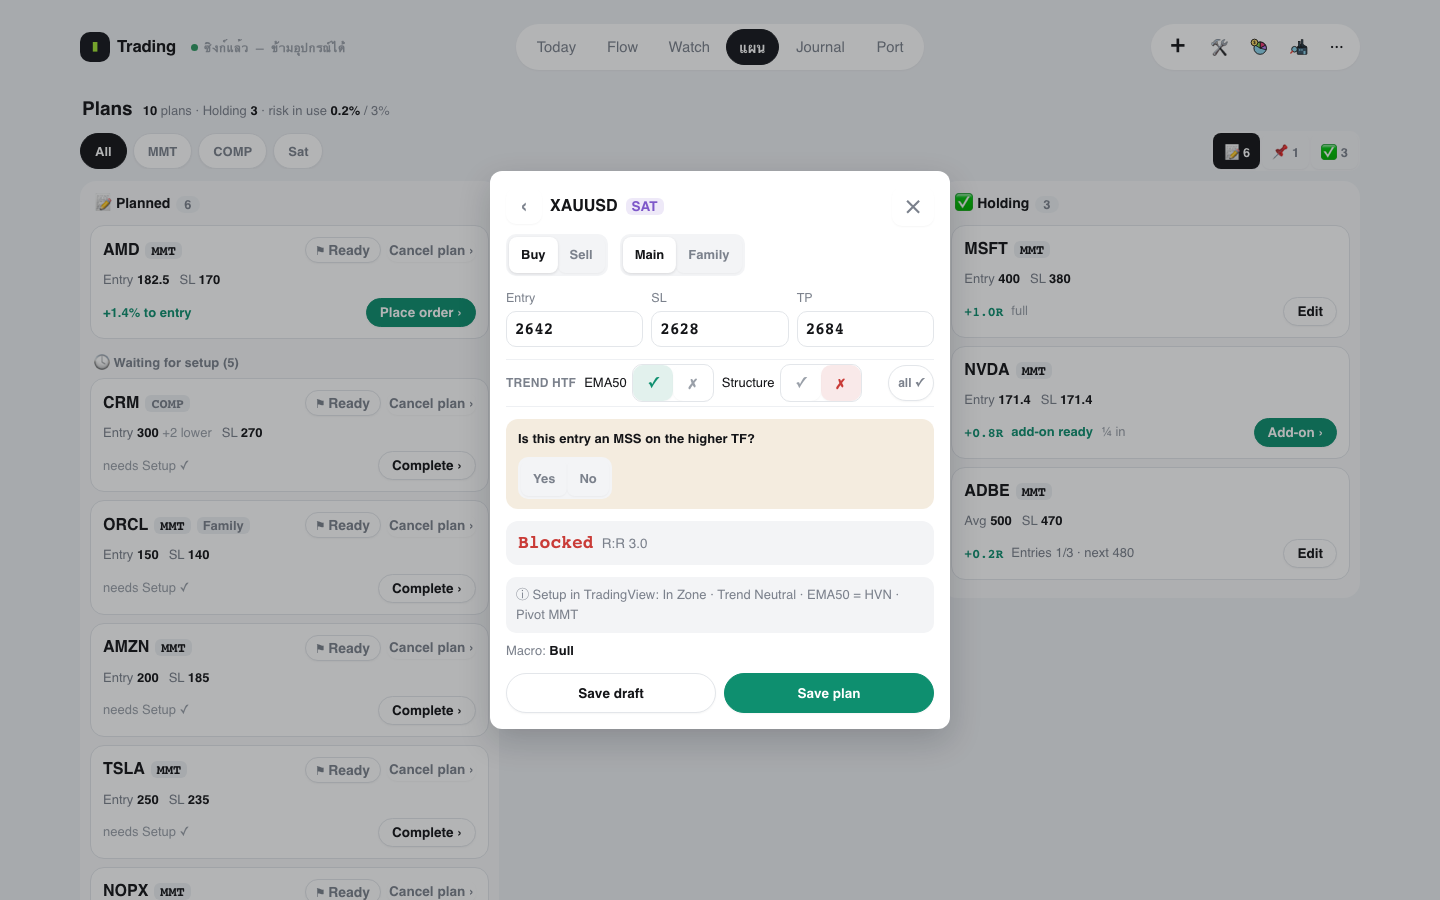 Trading
ซิงก์แล้ว — ข้ามอุปกรณ์ได้
Today Flow Watch แผน Journal Port
Plans 10 plans · Holding 3 · risk in use 0.2% / 3%
All MMT COMP Sat
6 1 3
Planned 6
AMD MMT Ready Cancel plan ›
Entry 182.5 SL 170
+1.4% to entry Place order ›
Waiting for setup (5)
CRM COMP Ready Cancel plan ›
Entry 300 +2 lower SL 270
needs Setup ✓ Complete ›
ORCL MMT Family Ready Cancel plan ›
Entry 150 SL 140
needs Setup ✓ Complete ›
AMZN MMT Ready Cancel plan ›
Entry 200 SL 185
needs Setup ✓ Complete ›
TSLA MMT Ready Cancel plan ›
Entry 250 SL 235
needs Setup ✓ Complete ›
NOPX MMT Ready Cancel plan ›
XAUUSD SAT
Buy Sell Main Family
Entry SL TP
2642 2628 2684
TREND HTF EMA50 ✓ ✗ Structure ✓ ✗ all ✓
Is this entry an MSS on the higher TF?
Yes No
Blocked R:R 3.0
ⓘ Setup in TradingView: In Zone · Trend Neutral · EMA50 = HVN ·
Pivot MMT
Macro: Bull
Save draft Save plan
Holding 3
MSFT MMT
Entry 400 SL 380
+1.0R full Edit
NVDA MMT
Entry 171.4 SL 171.4
+0.8R add-on ready ¼ in Add-on ›
ADBE MMT
Avg 500 SL 470
+0.2R Entries 1/3 · next 480 Edit